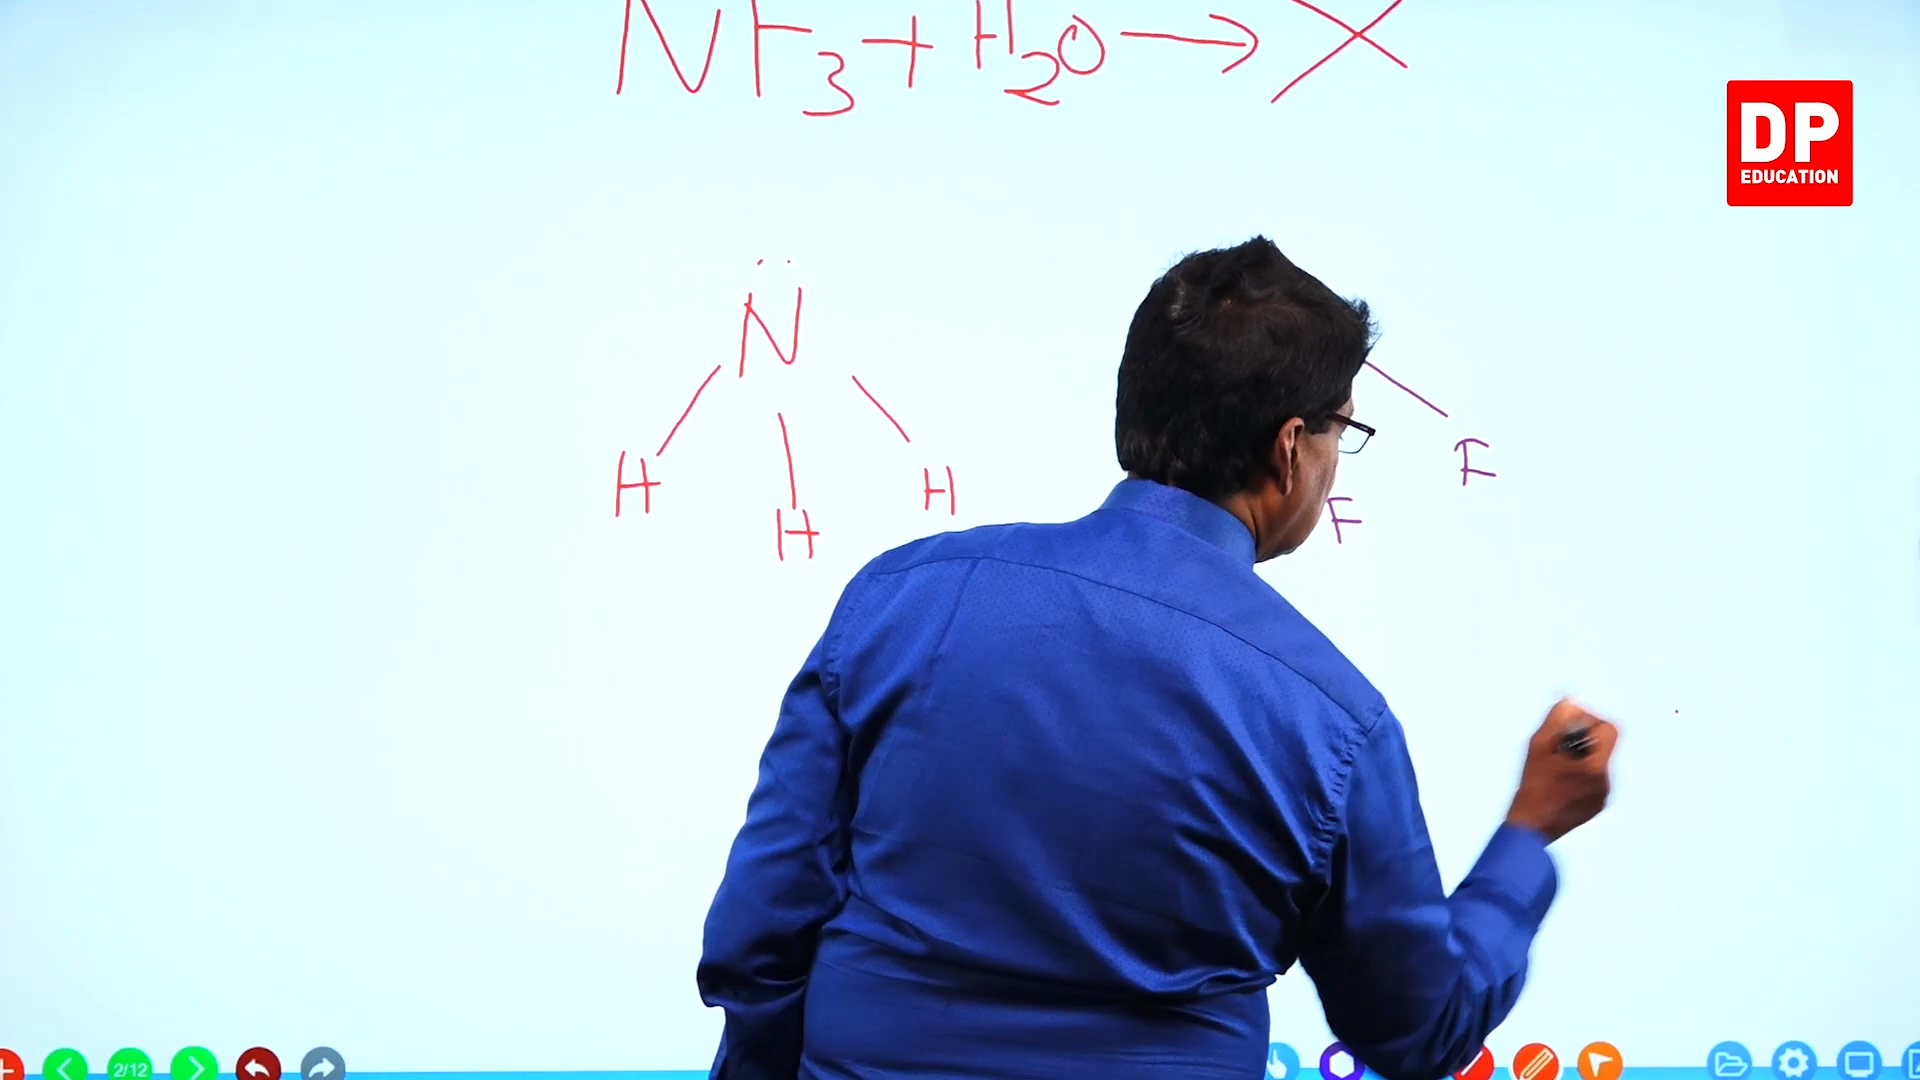 NF3 + H2O → X
DP
EDUCATION
N
H
H
H
F
F
2/12